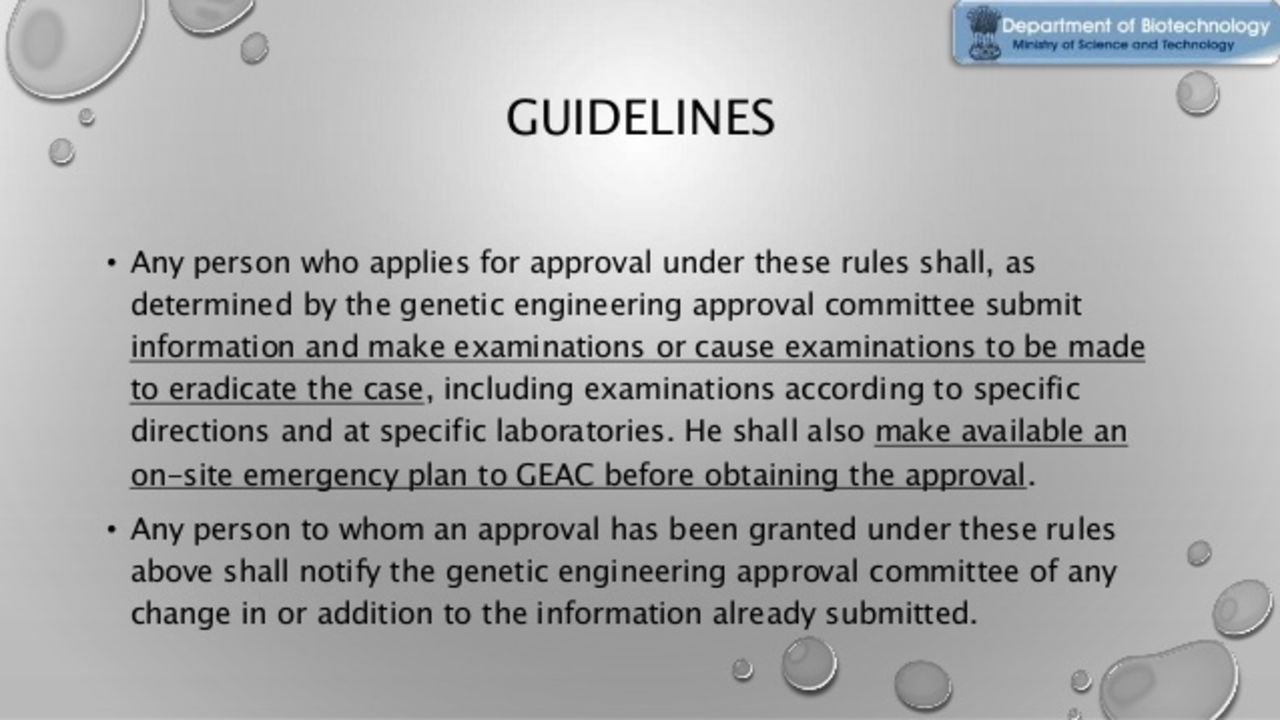 Department of Biotechnology
Ministry of Science and Technology
GUIDELINES
• Any person who applies for approval under these rules shall, as
determined by the genetic engineering approval committee submit
information and make examinations or cause examinations to be made
to eradicate the case, including examinations according to specific
directions and at specific laboratories. He shall also make available an
on-site emergency plan to GEAC before obtaining the approval.
• Any person to whom an approval has been granted under these rules
above shall notify the genetic engineering approval committee of any
change in or addition to the information already submitted.